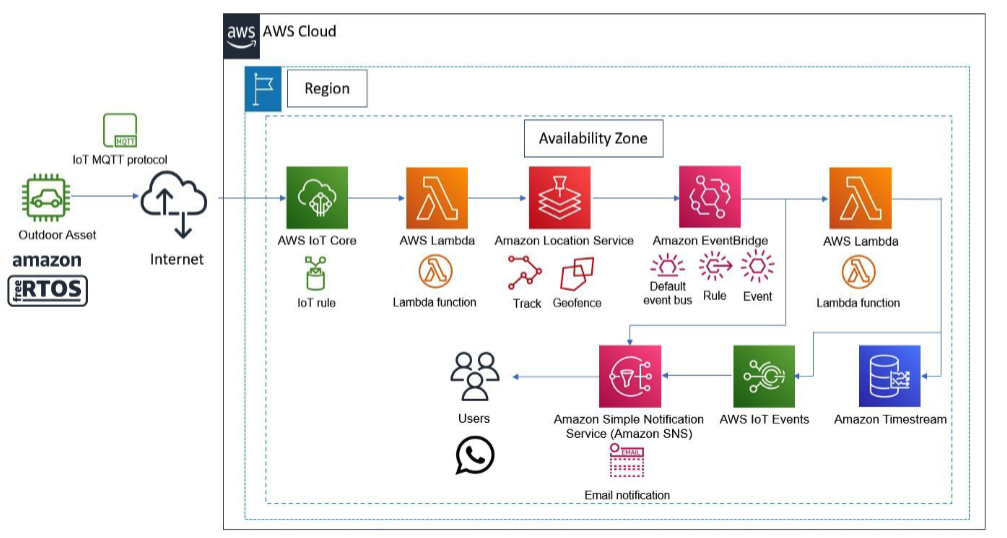 aws
AWS Cloud
Region
Availability Zone
MQTT
IoT MQTT protocol
Outdoor Asset
amazon
freeRTOS
Internet
AWS IoT Core
IoT rule
AWS Lambda
Lambda function
Amazon Location Service
Track
Geofence
Amazon EventBridge
Default
event bus
Rule
Event
AWS Lambda
Lambda function
Users
Amazon Simple Notification
Service (Amazon SNS)
EMAIL
Email notification
AWS IoT Events
Amazon Timestream